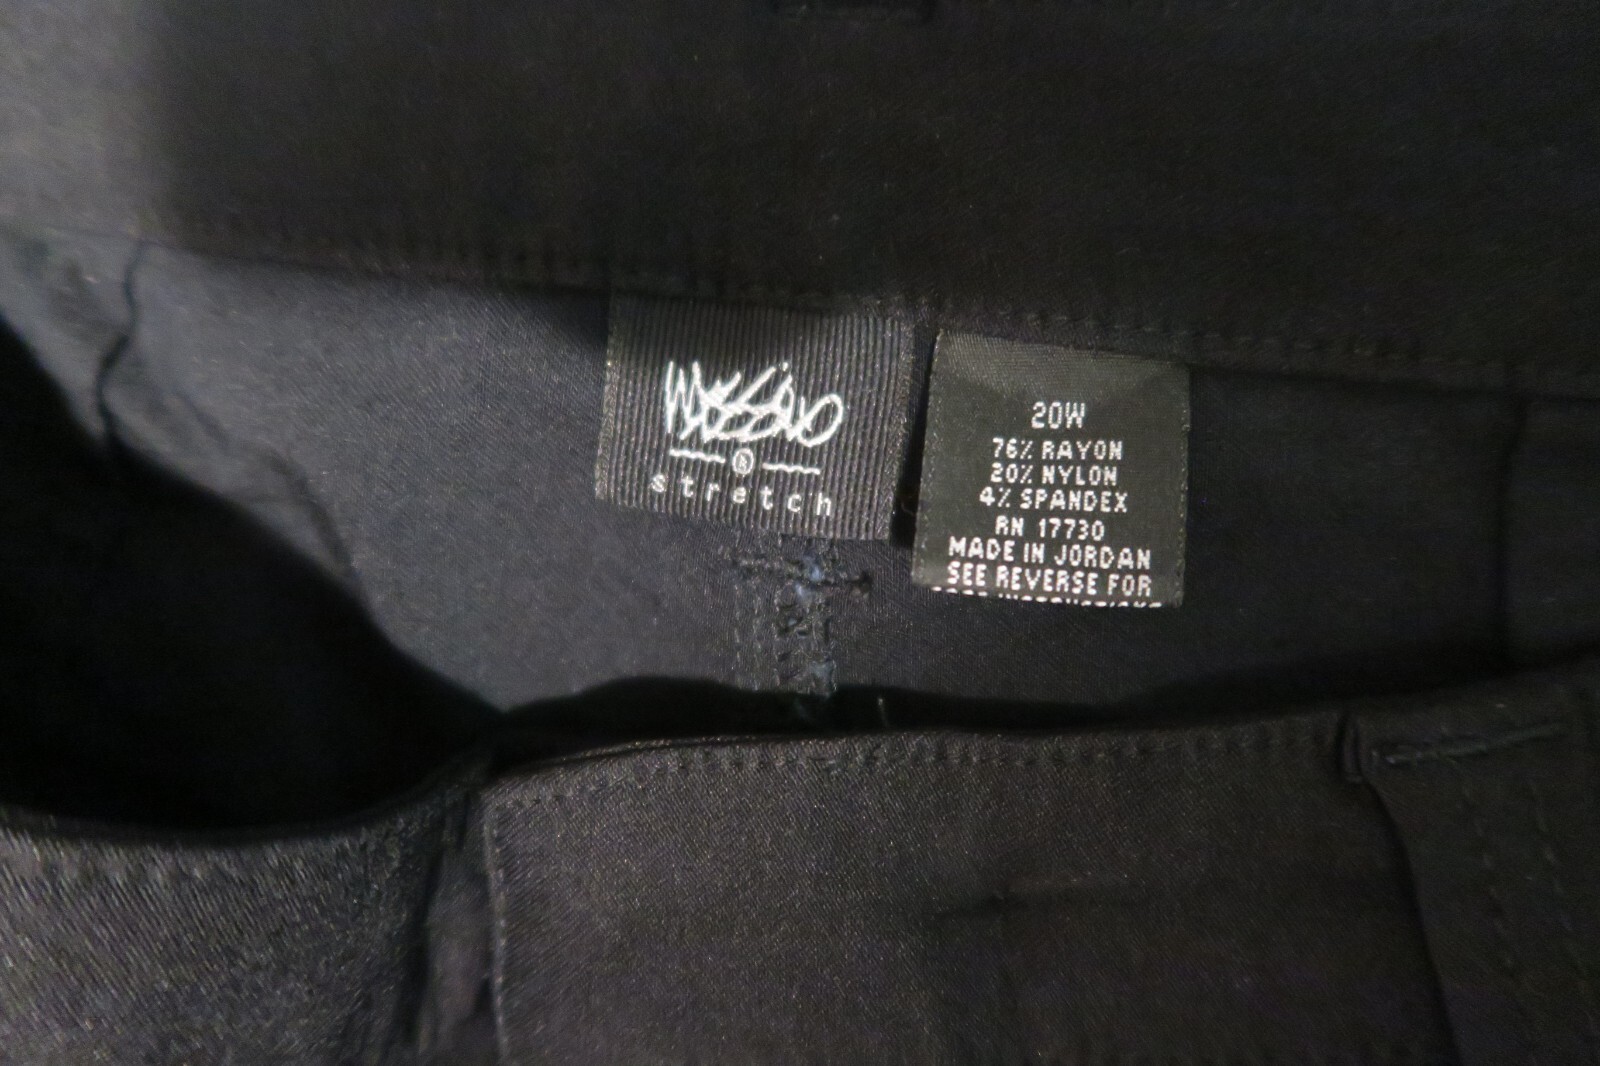 Mossimo
®
stretch
20W
76% RAYON
20% NYLON
4% SPANDEX
RN 17730
MADE IN JORDAN
SEE REVERSE FOR